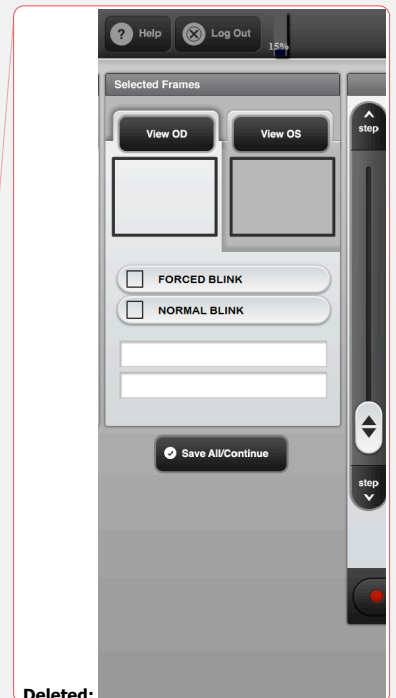 Help
Log Out
15%
Selected Frames
View OD
View OS
step
FORCED BLINK
NORMAL BLINK
Save All/Continue
step
Deleted: